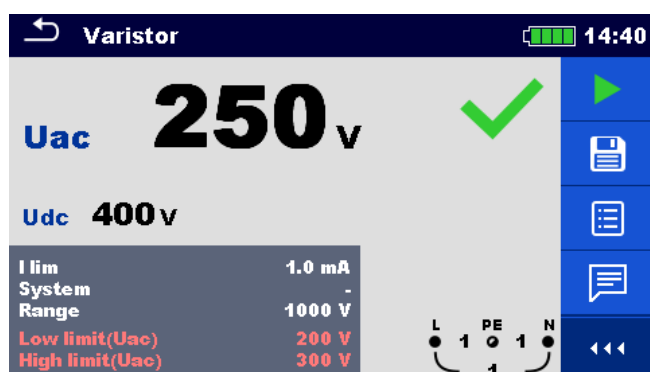 Varistor 14:40
Uac 250 V
Udc 400 V
I lim 1.0 mA
System -
Range 1000 V
Low limit(Uac) 200 V
High limit(Uac) 300 V
L PE N
1 1
1